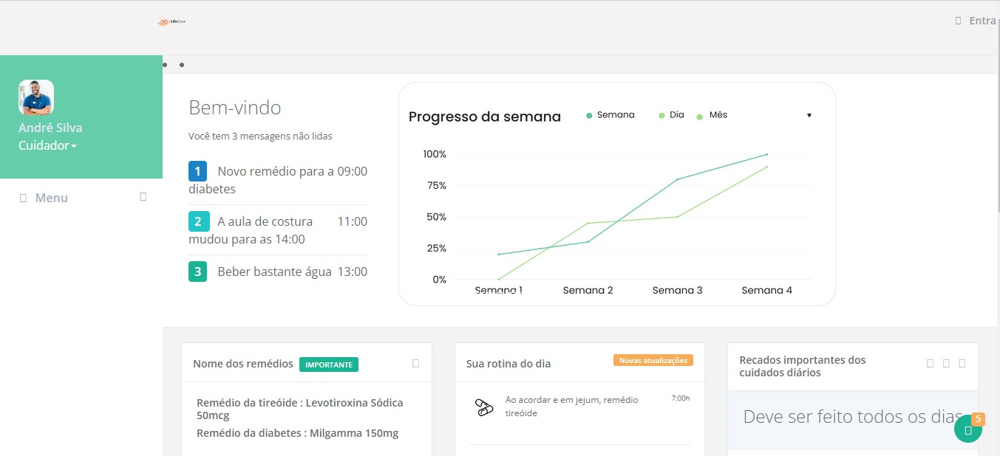 LifeCare
Entra
André Silva
Cuidador
Menu
Bem-vindo
Você tem 3 mensagens não lidas
1 Novo remédio para a 09:00
diabetes
2 A aula de costura 11:00
mudou para as 14:00
3 Beber bastante água 13:00
Progresso da semana Semana Dia Mês
100%
75%
50%
25%
0%
Semana 1 Semana 2 Semana 3 Semana 4
Nome dos remédios IMPORTANTE
Remédio da tireóide : Levotiroxina Sódica
50mcg
Remédio da diabetes : Milgamma 150mg
Sua rotina do dia Novas atualizações
Ao acordar e em jejum, remédio 7:00h
tireóide
Recados importantes dos
cuidados diários
Deve ser feito todos os dias
5